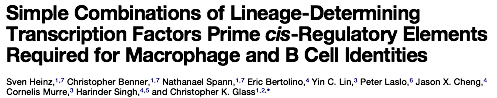 Simple Combinations of Lineage-Determining
Transcription Factors Prime cis-Regulatory Elements
Required for Macrophage and B Cell Identities
Sven Heinz,1,7 Christopher Benner,1,7 Nathanael Spann,1,7 Eric Bertolino,4 Yin C. Lin,3 Peter Laslo,6 Jason X. Cheng,4
Cornelis Murre,3 Harinder Singh,4,5 and Christopher K. Glass1,2,*